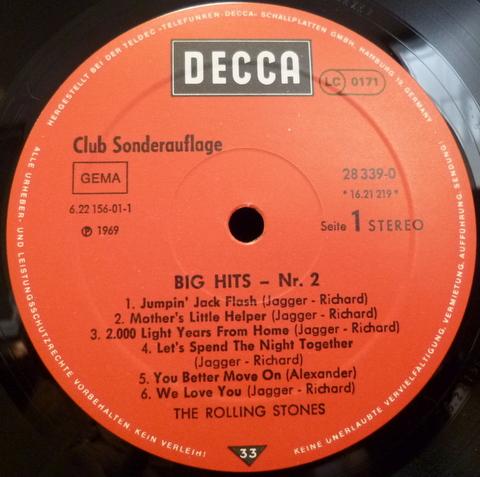 HERGESTELLT BEI DER TELDEC »TELEFUNKEN-DECCA« SCHALLPLATTEN GMBH, HAMBURG 19 GERMANY
DECCA
LC 0171
Club Sonderauflage
GEMA
28 339-0
* 16.21 219 *
6.22 156-01-1
Seite 1 STEREO
℗ 1969
BIG HITS – Nr. 2
1. Jumpin' Jack Flash (Jagger - Richard)
2. Mother's Little Helper (Jagger - Richard)
3. 2.000 Light Years From Home (Jagger - Richard)
4. Let's Spend The Night Together
(Jagger - Richard)
5. You Better Move On (Alexander)
6. We Love You (Jagger - Richard)
THE ROLLING STONES
33
ALLE URHEBER- UND LEISTUNGSSCHUTZRECHTE VORBEHALTEN KEIN VERLEIH!
KEINE UNERLAUBTE VERVIELFÄLTIGUNG, VERMIETUNG, AUFFÜHRUNG, SENDUNG!